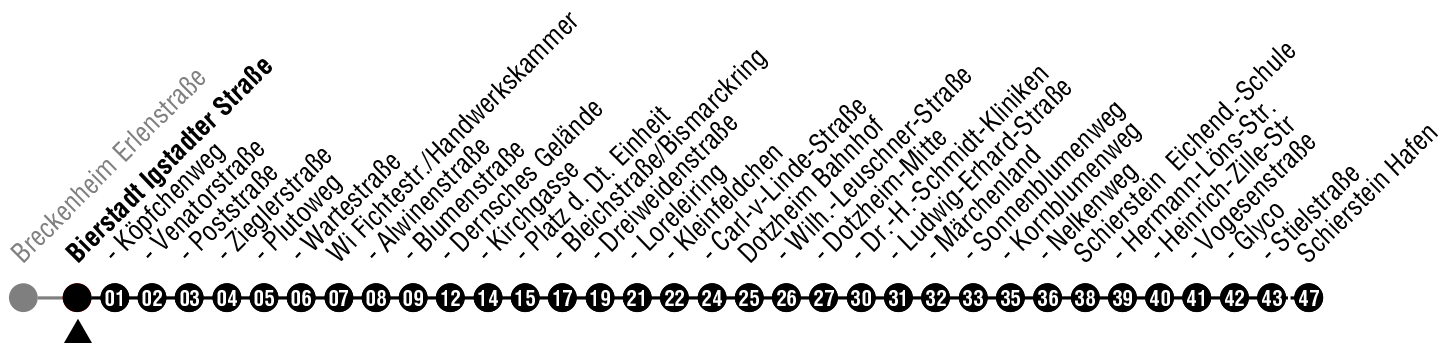 Breckenheim Erlenstraße
Bierstadt Igstadter Straße
- Köpfchenweg
- Venatorstraße
- Poststraße
- Zieglerstraße
- Plutoweg
- Wartestraße
Wi Fichtestr./Handwerkskammer
- Alwinenstraße
- Blumenstraße
- Dernsches Gelände
- Kirchgasse
- Platz d. Dt. Einheit
- Bleichstraße/Bismarckring
- Dreiweidenstraße
- Loreleiring
- Kleinfeldchen
- Carl-v-Linde-Straße
Dotzheim Bahnhof
- Wilh.-Leuschner-Straße
- Dotzheim-Mitte
- Dr.-H.-Schmidt-Kliniken
- Ludwig-Erhard-Straße
- Märchenland
- Sonnenblumenweg
- Kornblumenweg
- Nelkenweg
Schierstein Eichend.-Schule
- Hermann-Löns-Str.
- Heinrich-Zille-Str
- Vogesenstraße
- Glyco
- Stielstraße
Schierstein Hafen
01 02 03 04 05 06 07 08 09 12 14 15 17 19 21 22 24 25 26 27 30 31 32 33 35 36 38 39 40 41 42 43 47